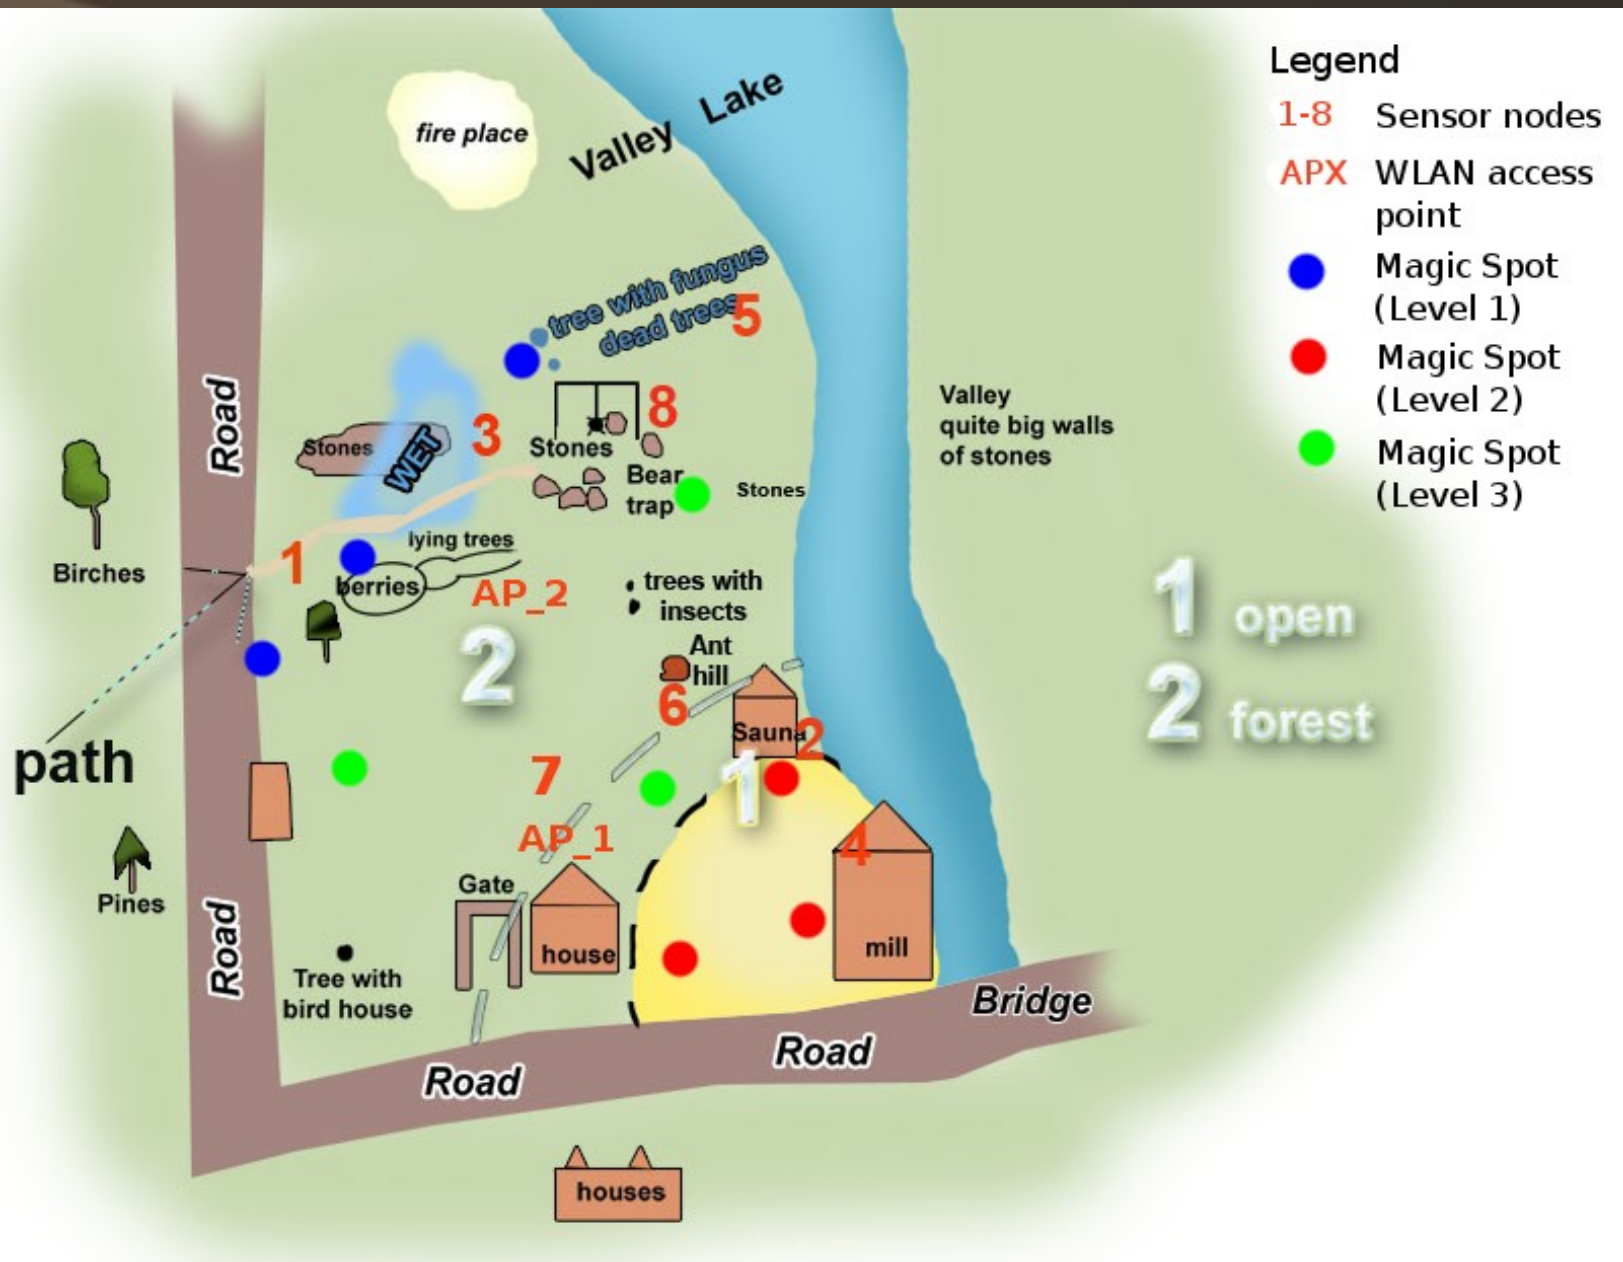 Legend
1-8 Sensor nodes
APX WLAN access
point
Magic Spot
(Level 1)
Magic Spot
(Level 2)
Magic Spot
(Level 3)
fire place
Valley Lake
tree with fungus
dead trees
5
Road
Stones
WET
3
Stones
8
Bear
trap
Stones
Valley
quite big walls
of stones
Birches
1
lying trees
berries
AP_2
trees with
insects
2
Ant
hill
6
Sauna
2
1 open
2 forest
path
7
1
AP_1
4
Pines
Gate
house
mill
Road
Tree with
bird house
Bridge
Road
Road
houses